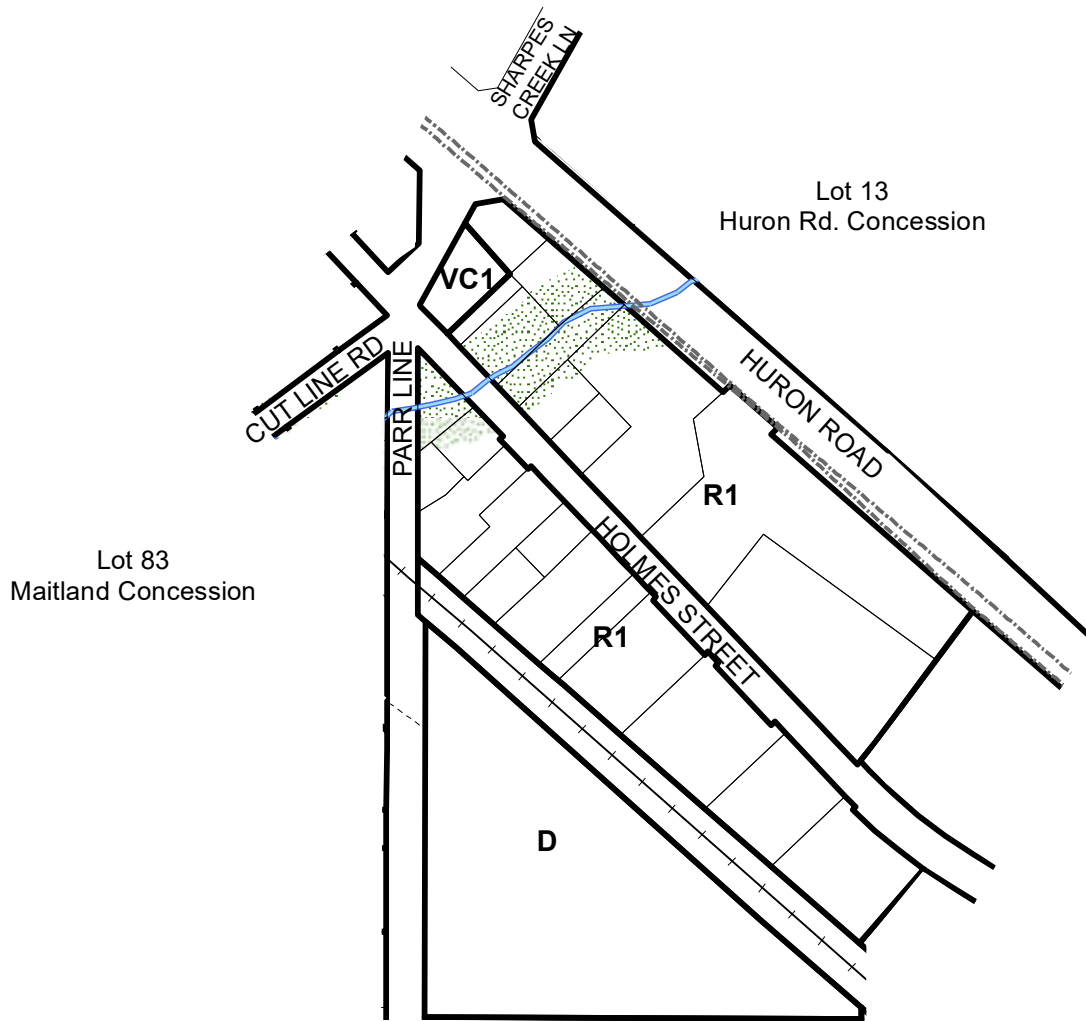 SHARPES
CREEK LN
Lot 13
Huron Rd. Concession
VC1
CUT LINE RD
PARR LINE
HURON ROAD
R1
Lot 83
Maitland Concession
HOLMES STREET
R1
D